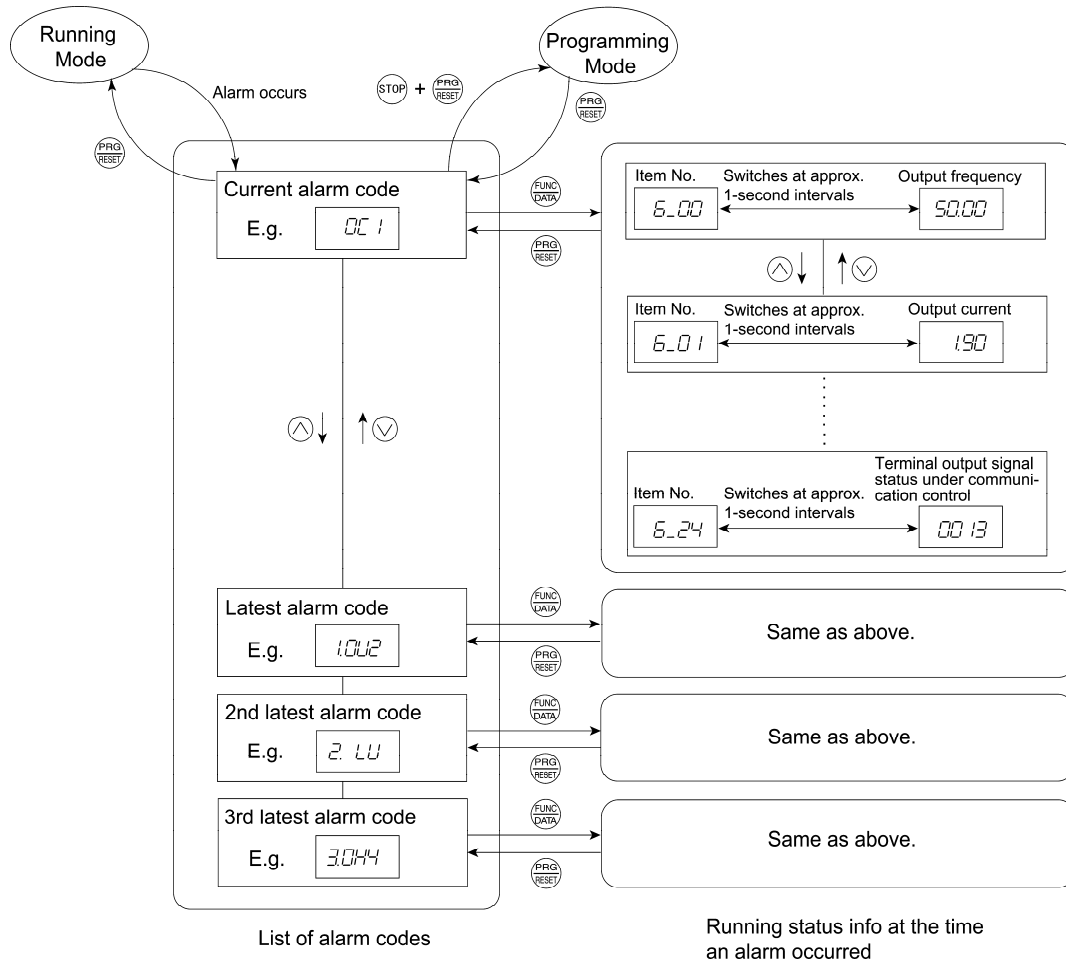 Running
Mode
Programming
Mode
Alarm occurs
STOP + PRG
RESET
PRG
RESET
PRG
RESET
Current alarm code
E.g. OC1
FUNC
DATA
PRG
RESET
Item No. Switches at approx. Output frequency
1-second intervals
6_00 50.00
Item No. Switches at approx. Output current
1-second intervals
6_01 1.90
Terminal output signal
status under communi-
cation control
Item No. Switches at approx.
1-second intervals
6_24 0013
Latest alarm code
E.g. 1.OU2
FUNC
DATA
PRG
RESET
Same as above.
2nd latest alarm code
E.g. 2. LU
FUNC
DATA
PRG
RESET
Same as above.
3rd latest alarm code
E.g. 3.OH4
FUNC
DATA
PRG
RESET
Same as above.
List of alarm codes
Running status info at the time
an alarm occurred